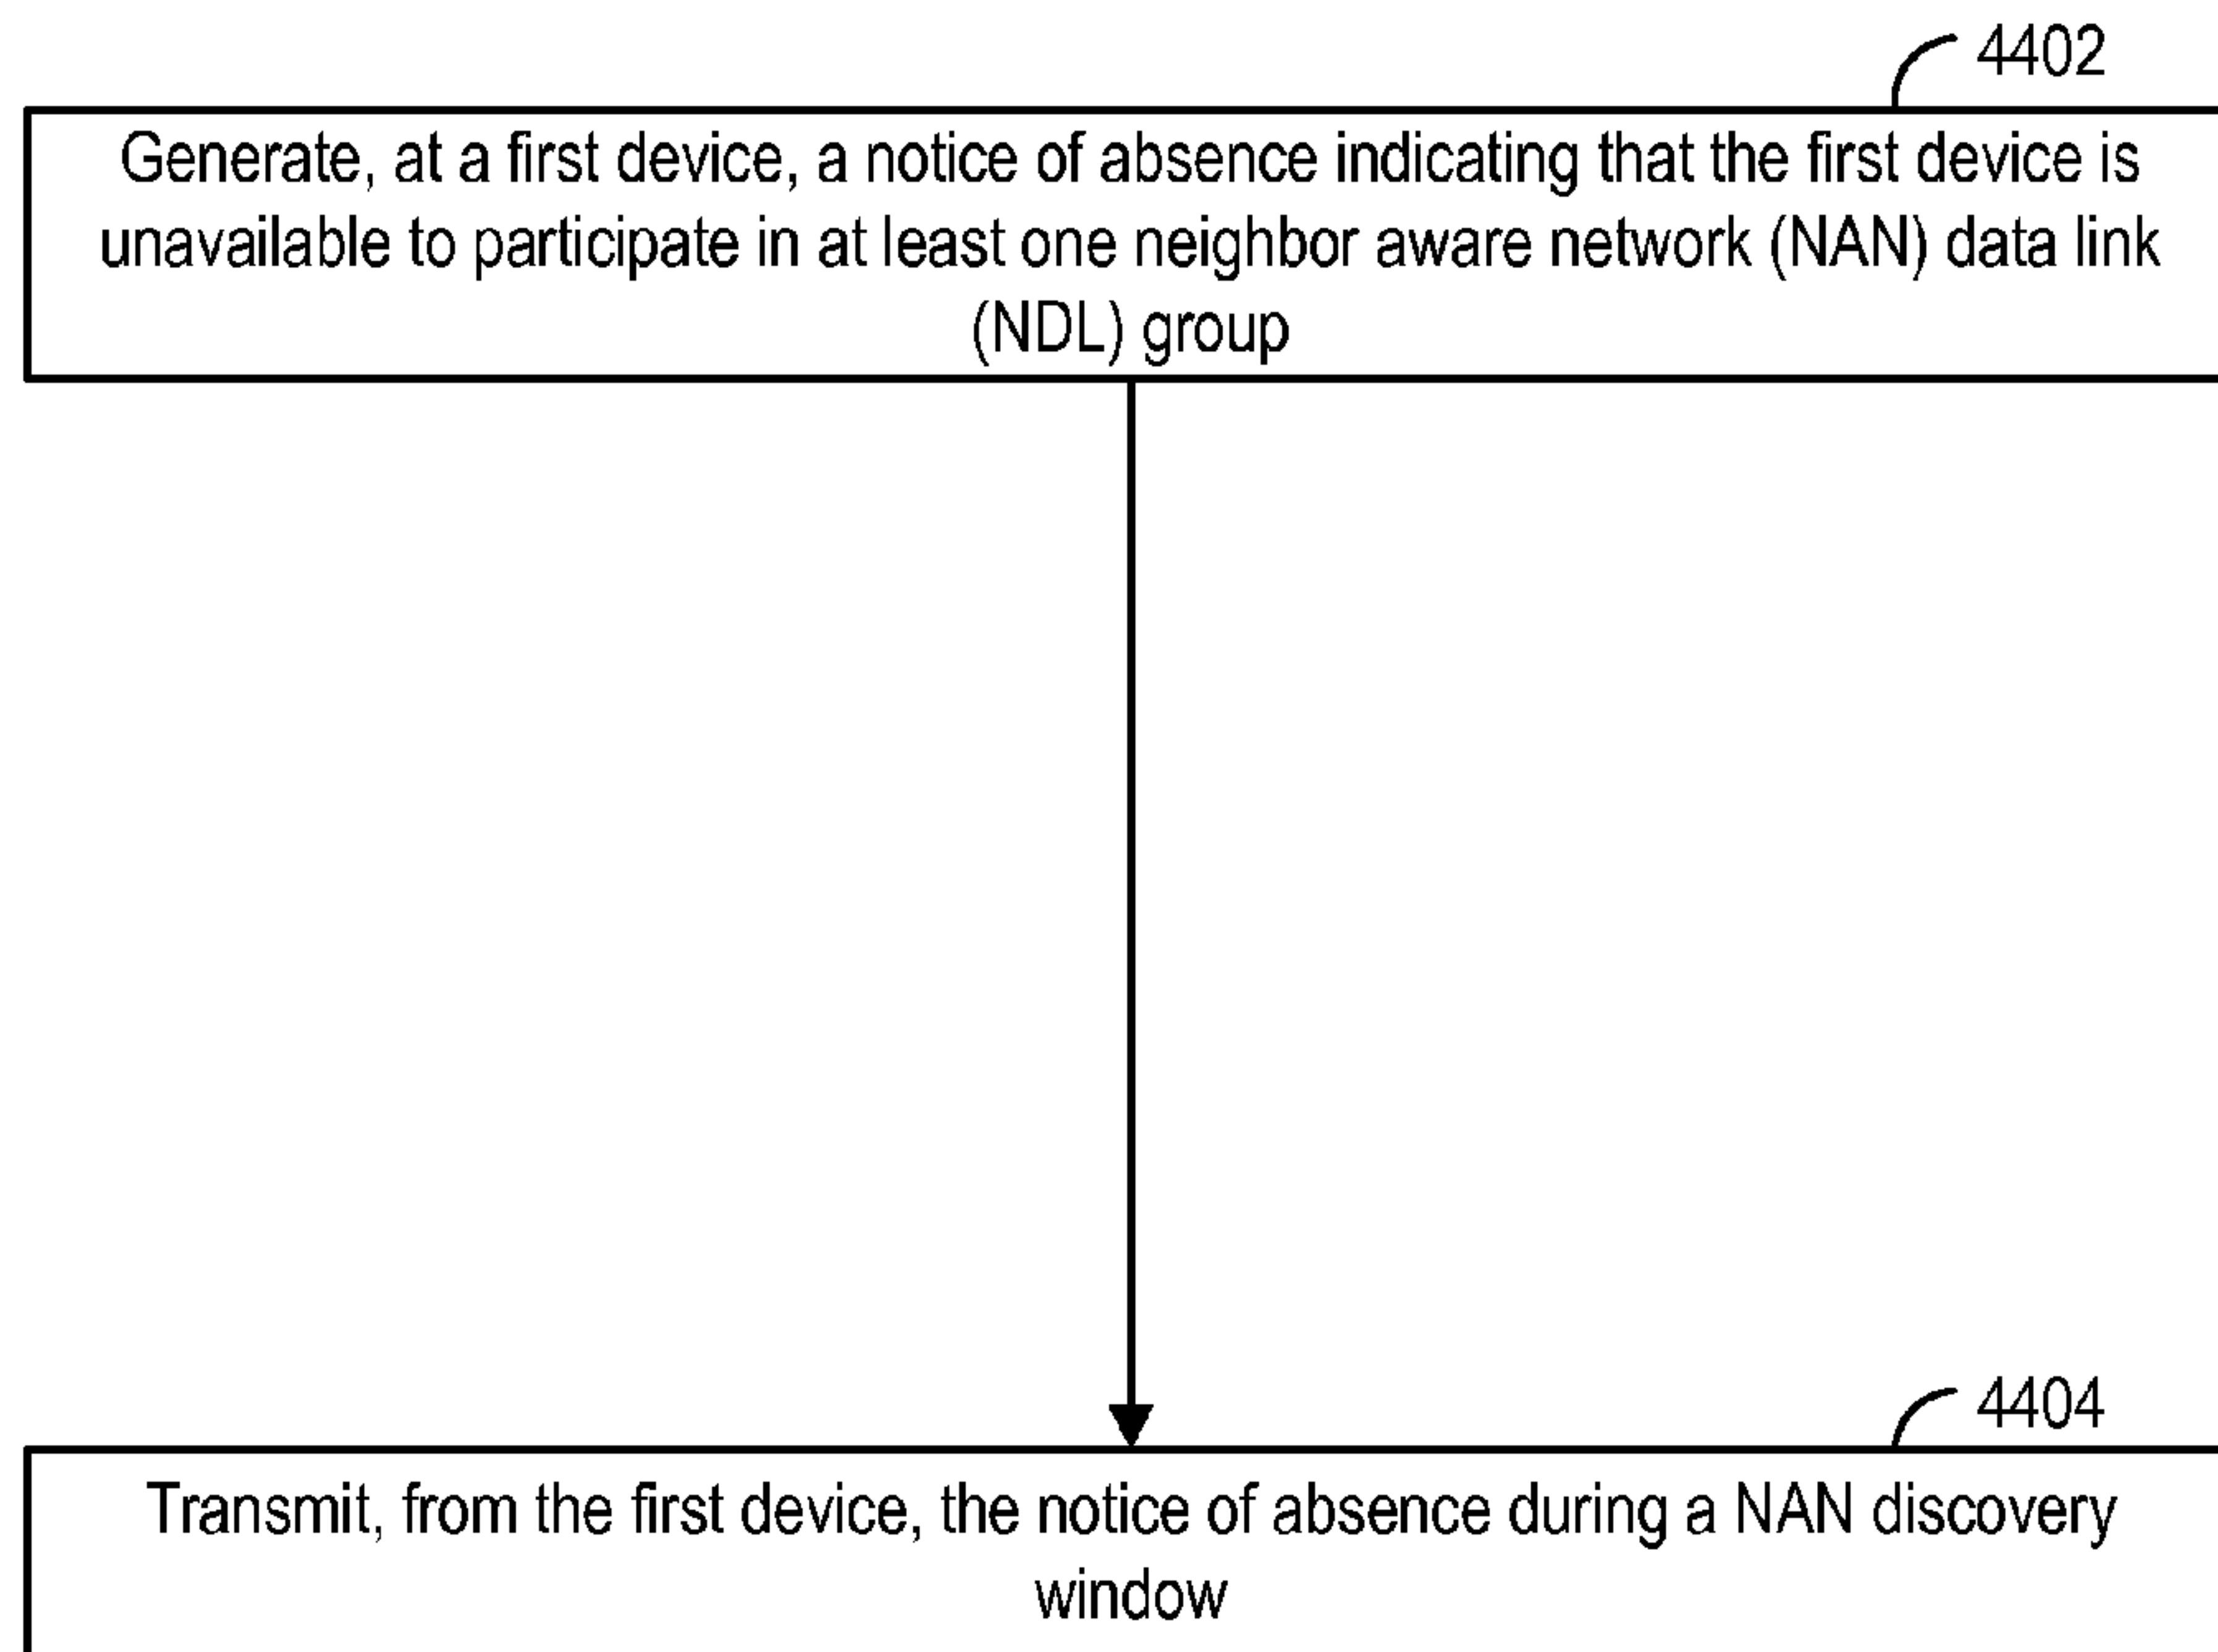 4402
Generate, at a first device, a notice of absence indicating that the first device is
unavailable to participate in at least one neighbor aware network (NAN) data link
(NDL) group
4404
Transmit, from the first device, the notice of absence during a NAN discovery
window